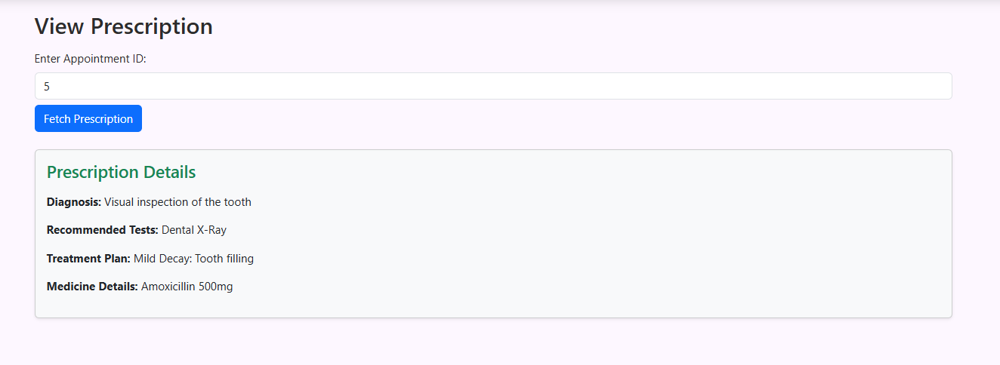 View Prescription
Enter Appointment ID:
5
Fetch Prescription
Prescription Details
Diagnosis: Visual inspection of the tooth
Recommended Tests: Dental X-Ray
Treatment Plan: Mild Decay: Tooth filling
Medicine Details: Amoxicillin 500mg